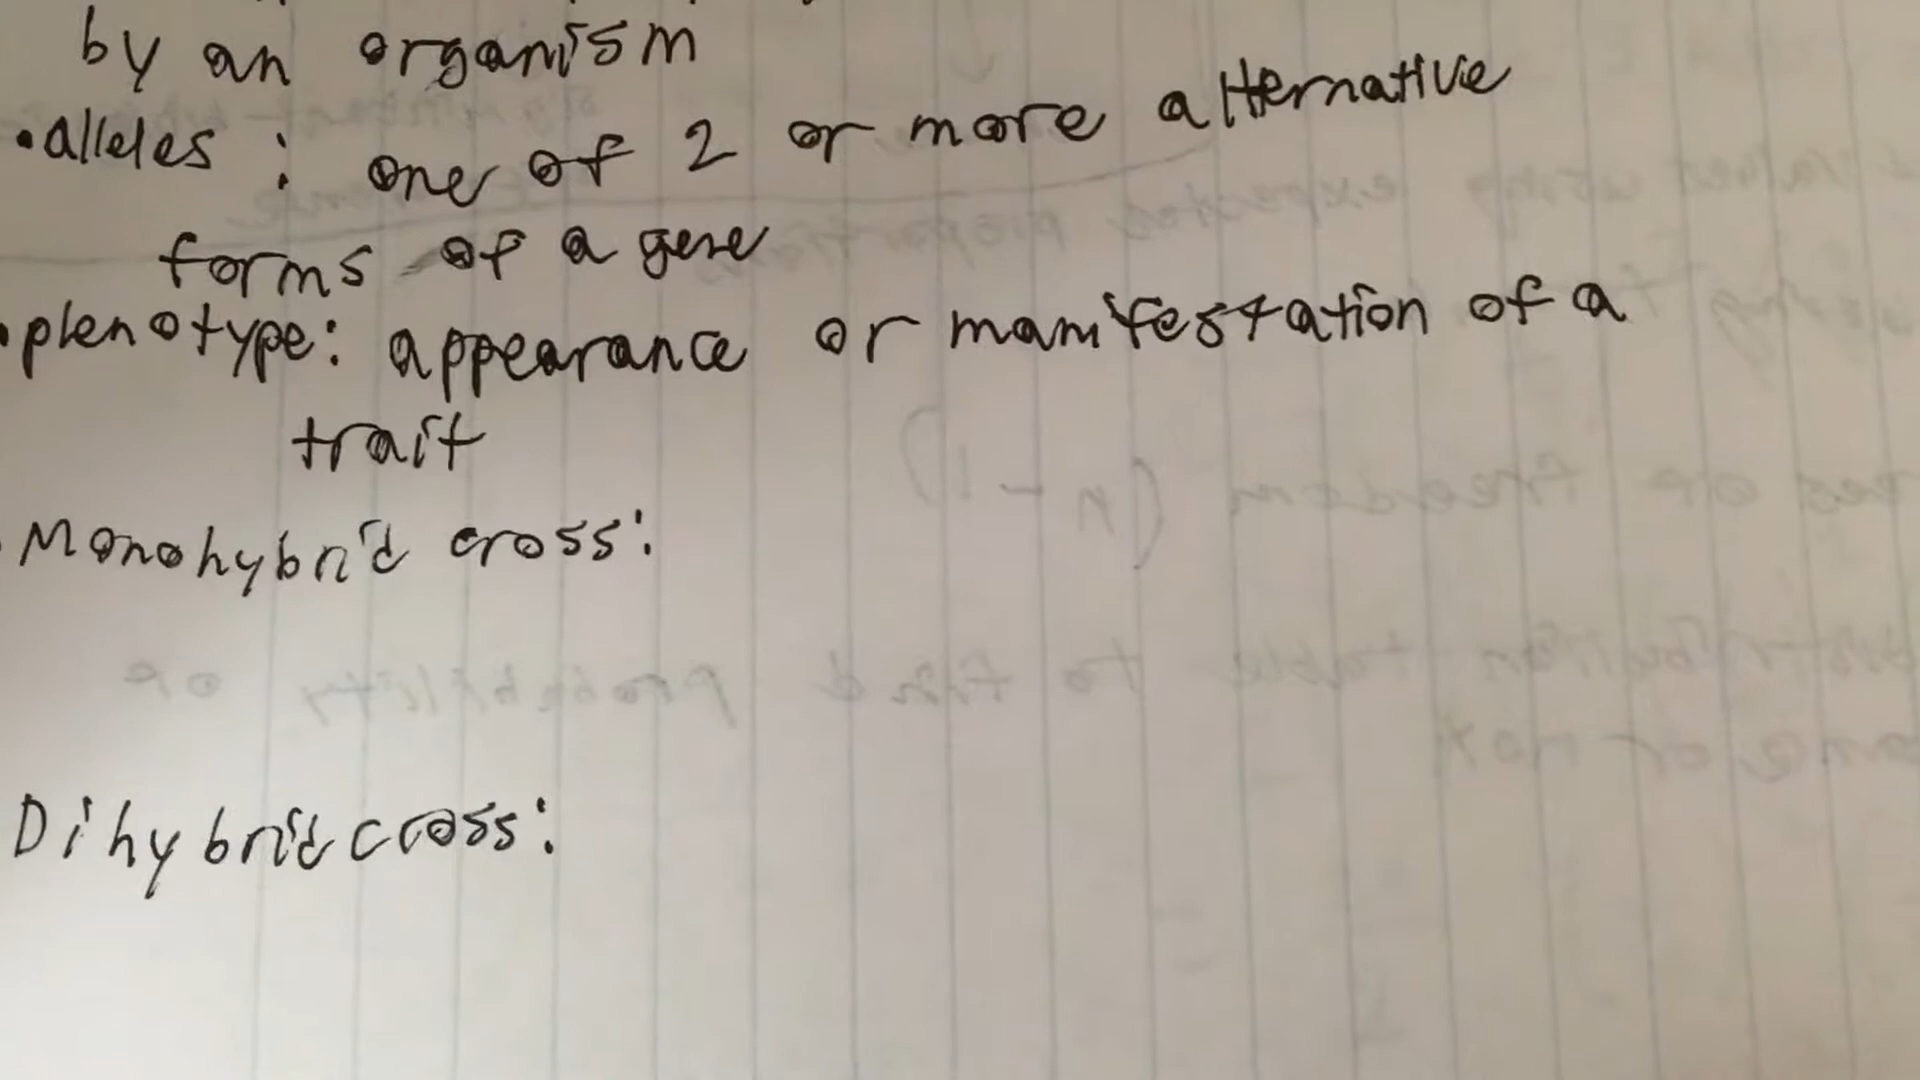 by an organism
•alleles : one of 2 or more alternative
forms of a gene
•plenotype: appearance or manifestation of a
trait
•Monohybrid cross:
Dihybrid cross: